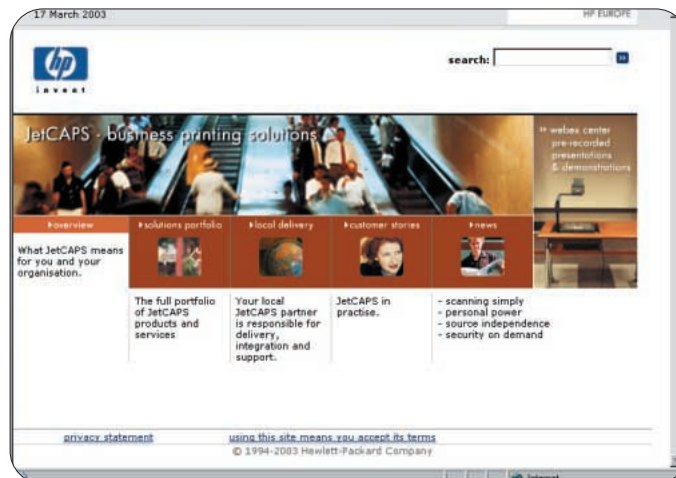 17 March 2003
HP EUROPE
search:
hp
invent
JetCAPS - business printing solutions
webex center
pre-recorded
presentations
& demonstrations
overview
solutions portfolio
local delivery
customer stories
news
What JetCAPS means
for you and your
organisation.
The full portfolio
of JetCAPS
products and
services
Your local
JetCAPS partner
is responsible for
delivery,
integration and
support.
JetCAPS in
practise.
- scanning simply
- personal power
- source independence
- security on demand
privacy statement
using this site means you accept its terms
© 1994-2003 Hewlett-Packard Company
Internet